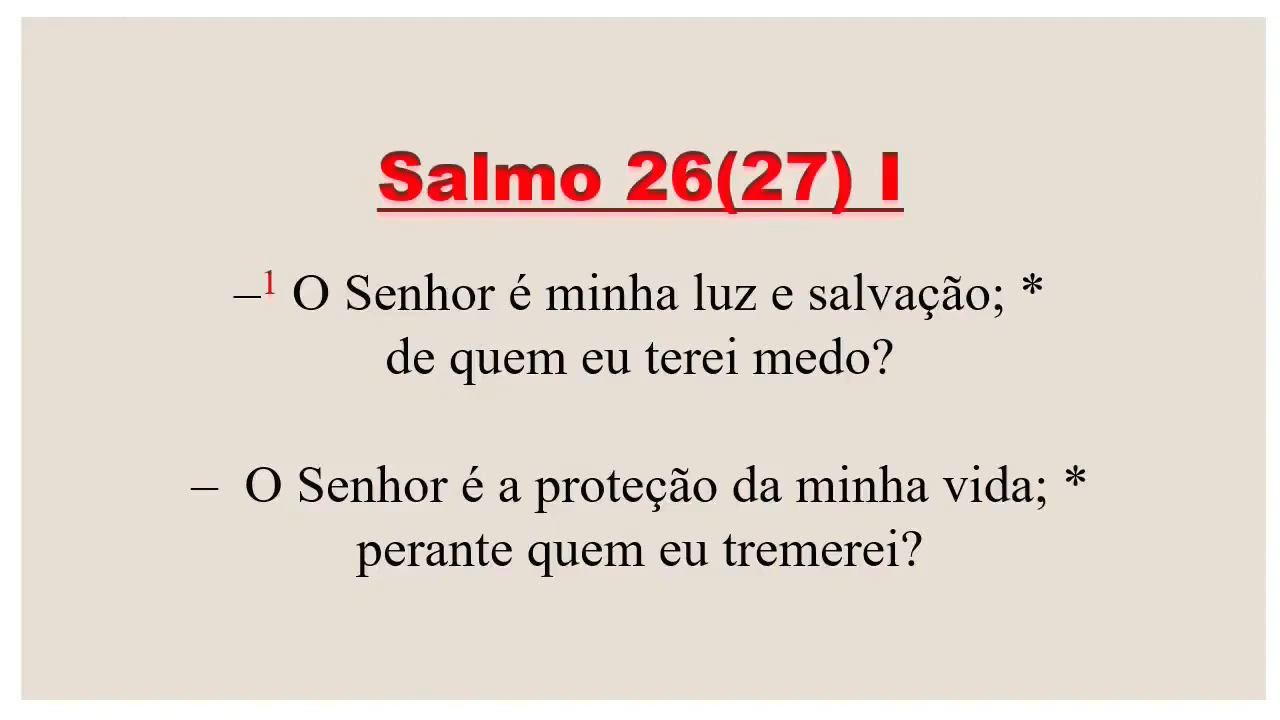 Salmo 26(27) I
–¹ O Senhor é minha luz e salvação; *
de quem eu terei medo?
– O Senhor é a proteção da minha vida; *
perante quem eu tremerei?